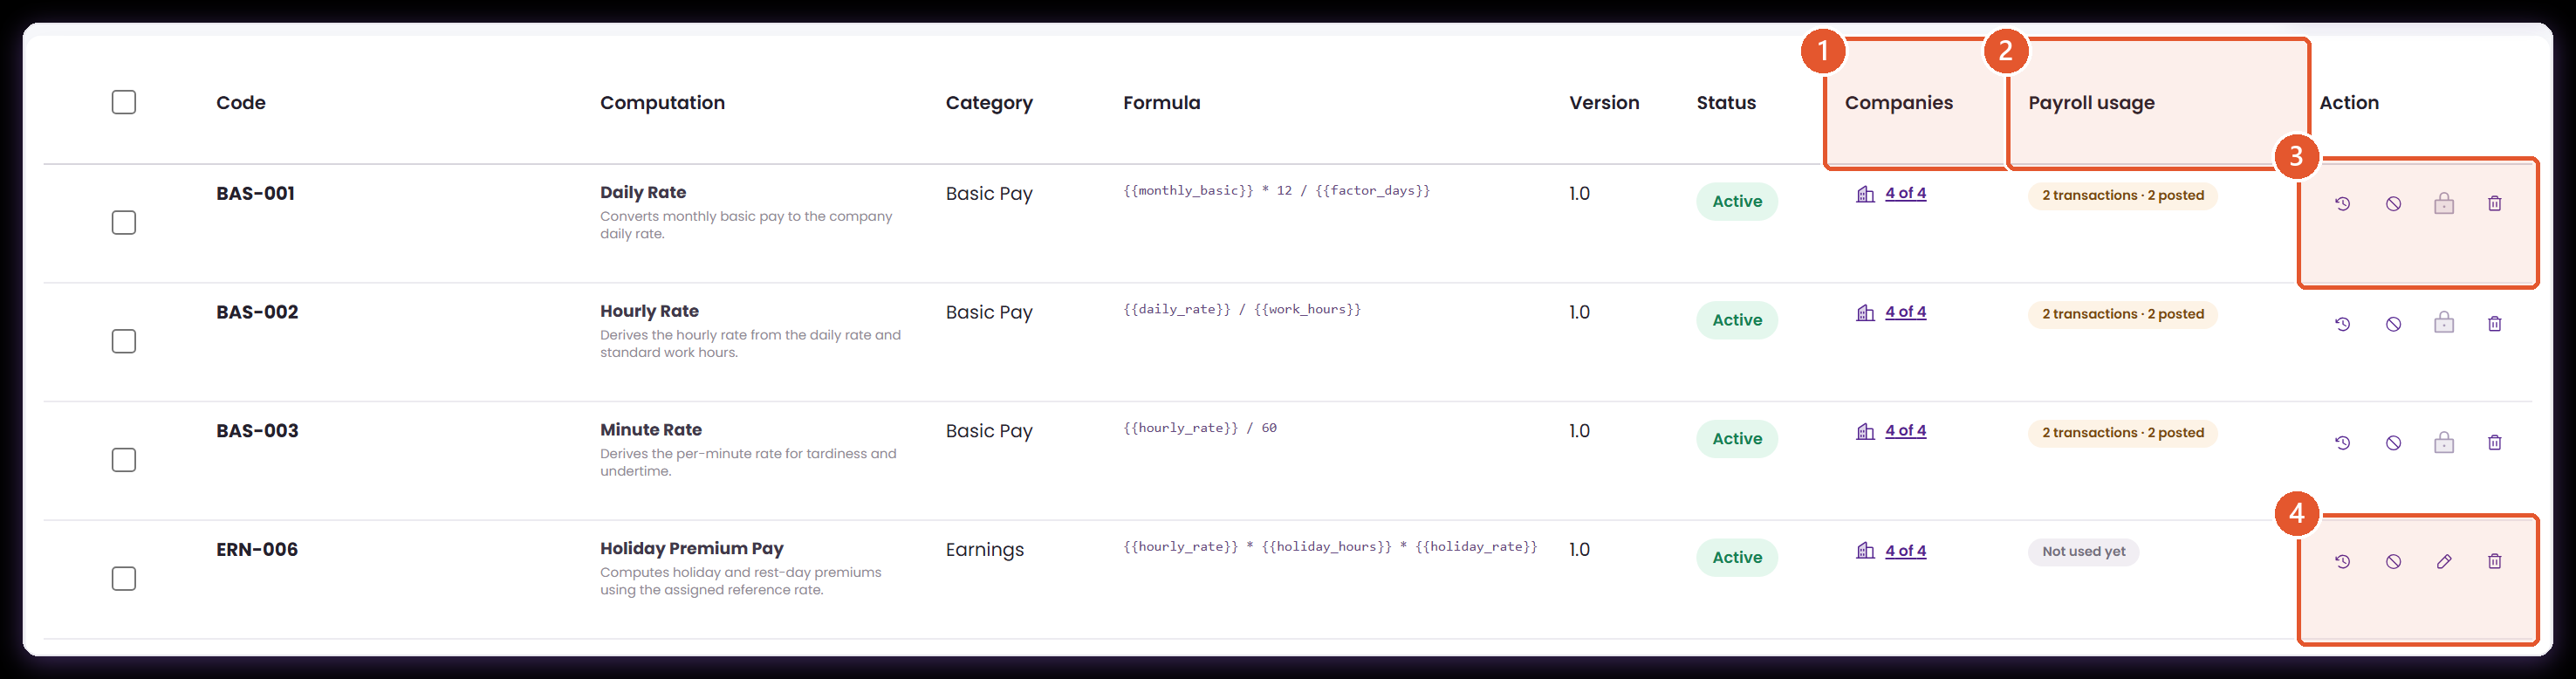 1 2
Code Computation Category Formula Version Status Companies Payroll usage Action
3
BAS-001 Daily Rate Basic Pay {{monthly_basic}} * 12 / {{factor_days}} 1.0 Active 4 of 4 2 transactions · 2 posted
Converts monthly basic pay to the company
daily rate.
BAS-002 Hourly Rate Basic Pay {{daily_rate}} / {{work_hours}} 1.0 Active 4 of 4 2 transactions · 2 posted
Derives the hourly rate from the daily rate and
standard work hours.
BAS-003 Minute Rate Basic Pay {{hourly_rate}} / 60 1.0 Active 4 of 4 2 transactions · 2 posted
Derives the per-minute rate for tardiness and
undertime.
4
ERN-006 Holiday Premium Pay Earnings {{hourly_rate}} * {{holiday_hours}} * {{holiday_rate}} 1.0 Active 4 of 4 Not used yet
Computes holiday and rest-day premiums
using the assigned reference rate.